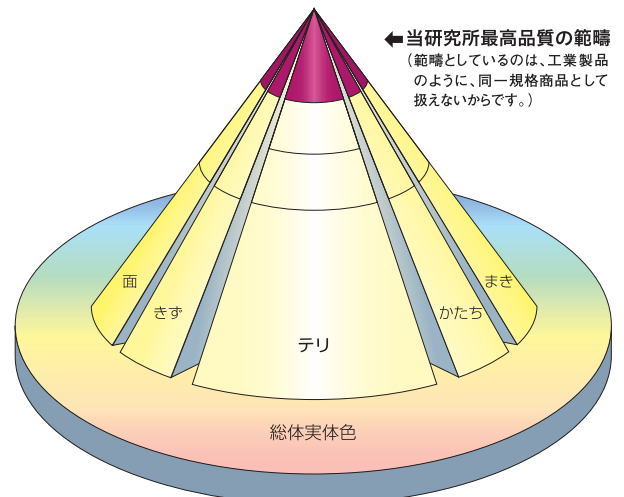 ←当研究所最高品質の範疇
（範疇としているのは、工業製品
のように、同一規格商品として
扱えないからです。）
面
まき
きず
かたち
テリ
総体実体色